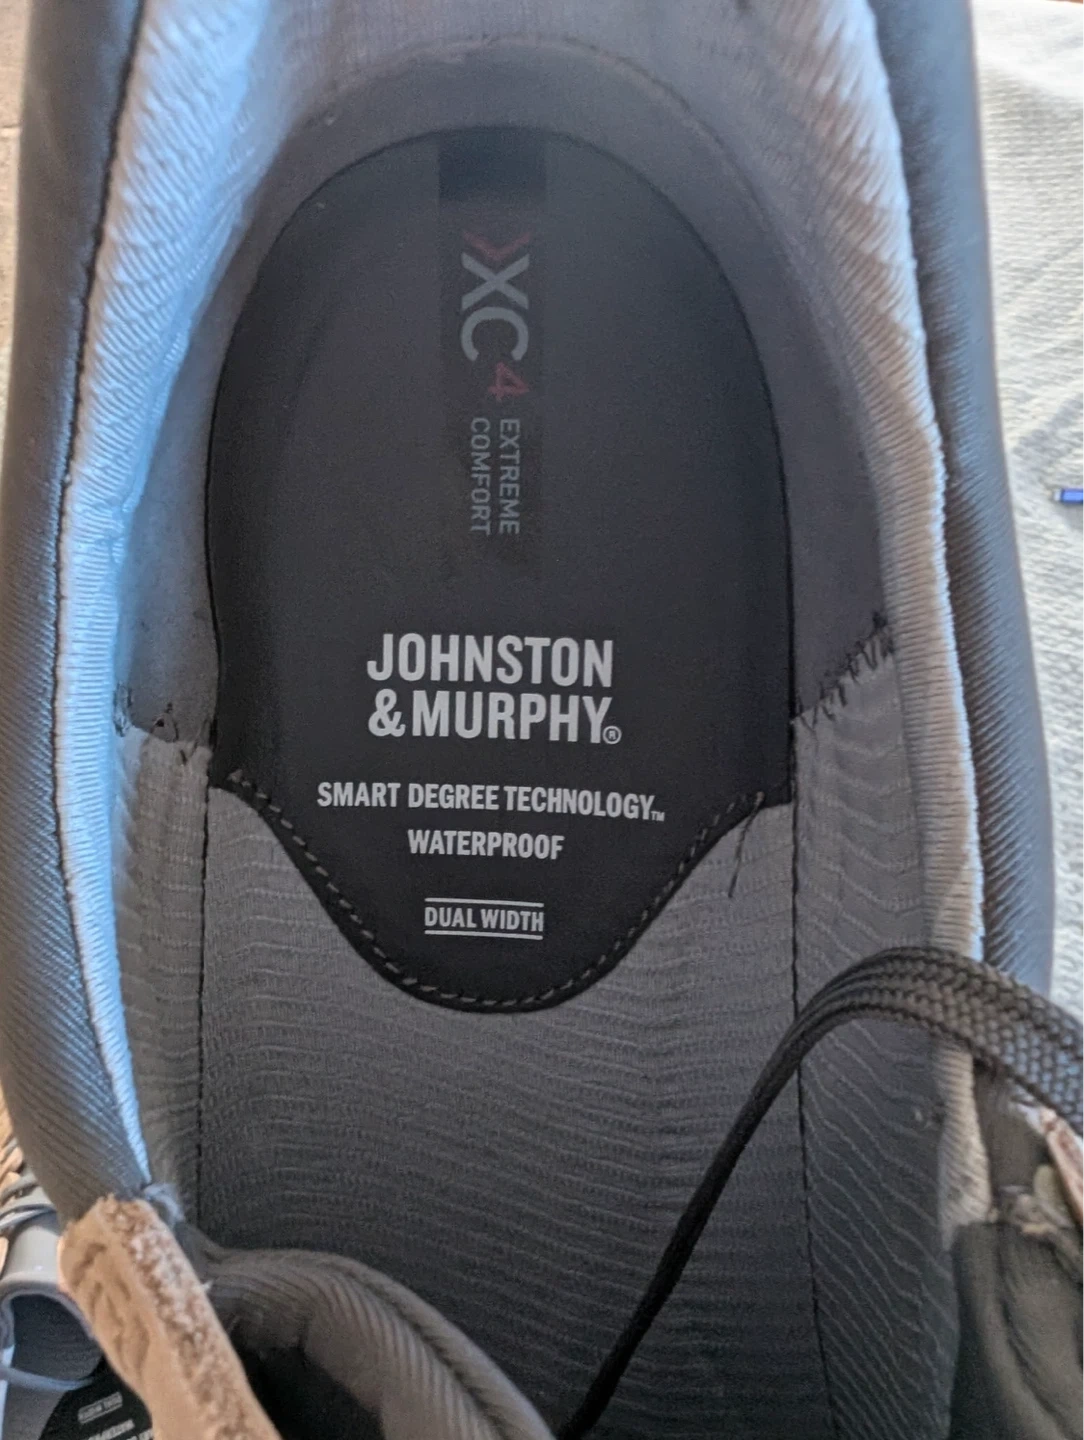 XC4
EXTREME
COMFORT
JOHNSTON
& MURPHY®
SMART DEGREE TECHNOLOGY™
WATERPROOF
DUAL WIDTH